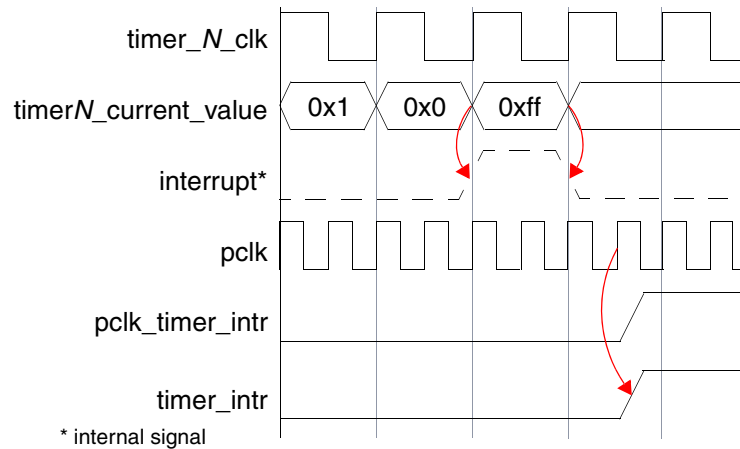 timer_N_clk
timerN_current_value
0x1
0x0
0xff
interrupt*
pclk
pclk_timer_intr
timer_intr
* internal signal